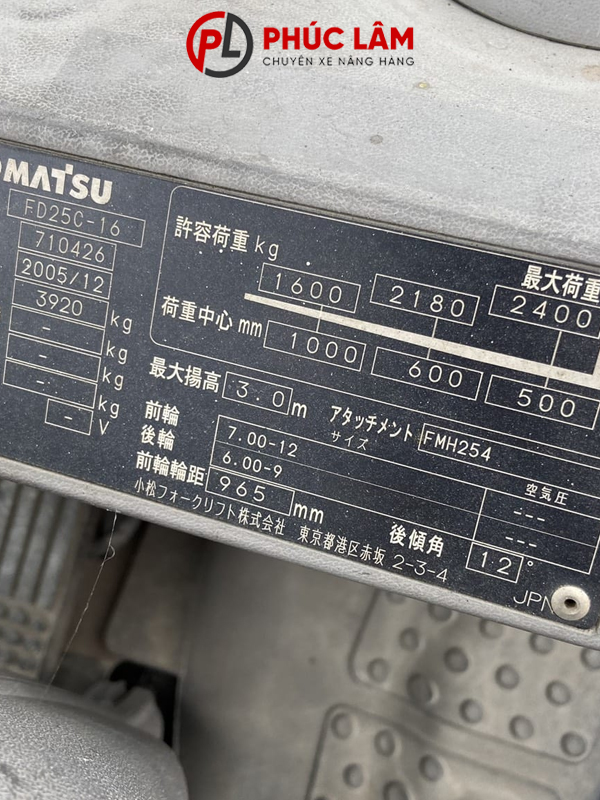 PHÚC LÂM
CHUYÊN XE NÂNG HÀNG
OMATSU
FD25C-16
710426
2005/12
3920 kg
- kg
- kg
- kg
- V
許容荷重 kg
最大荷重
1600 2180 2400
荷重中心 mm
1000 600 500
最大揚高 3.0 m
アタッチメント FMH254
サイズ
空気圧
前輪 7.00-12 ---
後輪 6.00-9 ---
前輪輪距 965 mm
後傾角 12°
小松フォークリフト株式会社 東京都港区赤坂 2-3-4
JPN